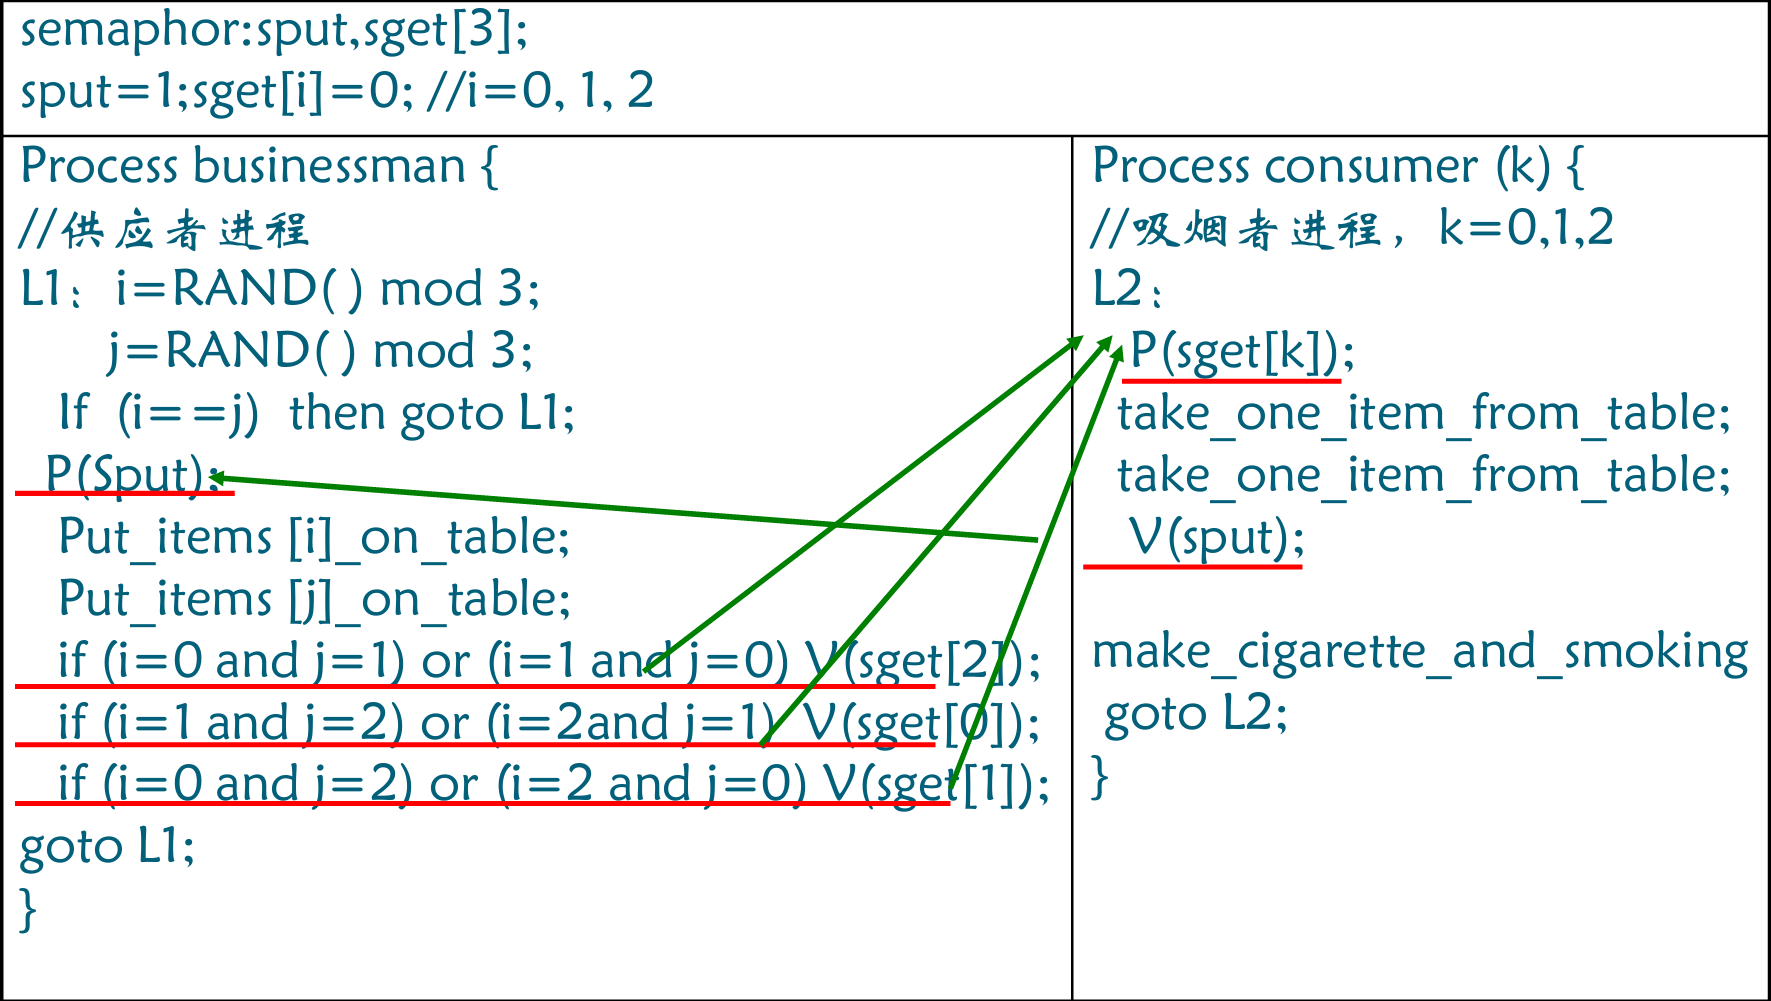 semaphor:sput,sget[3];
sput=1;sget[i]=0; //i=0, 1, 2
Process businessman {
//供应者进程
L1: i=RAND( ) mod 3;
j=RAND( ) mod 3;
If (i==j) then goto L1;
P(Sput);
Put_items [i]_on_table;
Put_items [j]_on_table;
if (i=0 and j=1) or (i=1 and j=0) V(sget[2]);
if (i=1 and j=2) or (i=2and j=1) V(sget[0]);
if (i=0 and j=2) or (i=2 and j=0) V(sget[1]);
goto L1;
}
Process consumer (k) {
//吸烟者进程，k=0,1,2
L2:
P(sget[k]);
take_one_item_from_table;
take_one_item_from_table;
V(sput);
make_cigarette_and_smoking
goto L2;
}